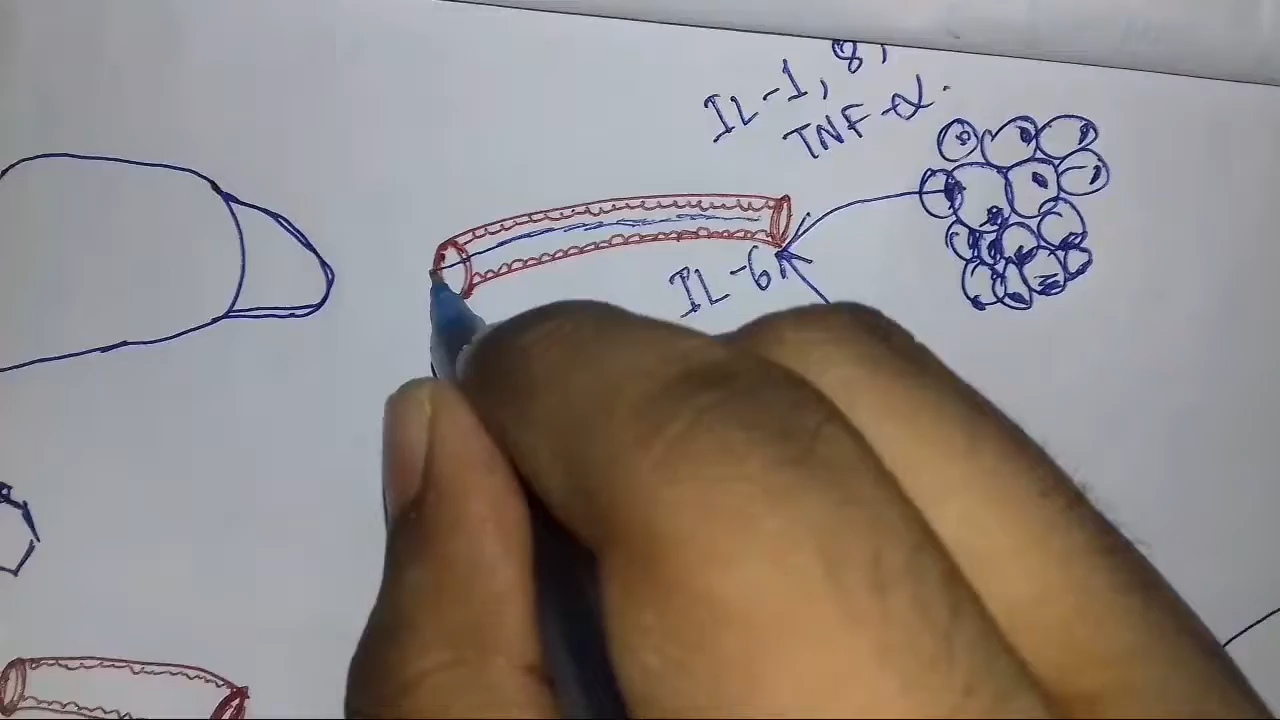 IL-1, 8,
TNF-α.
IL-6